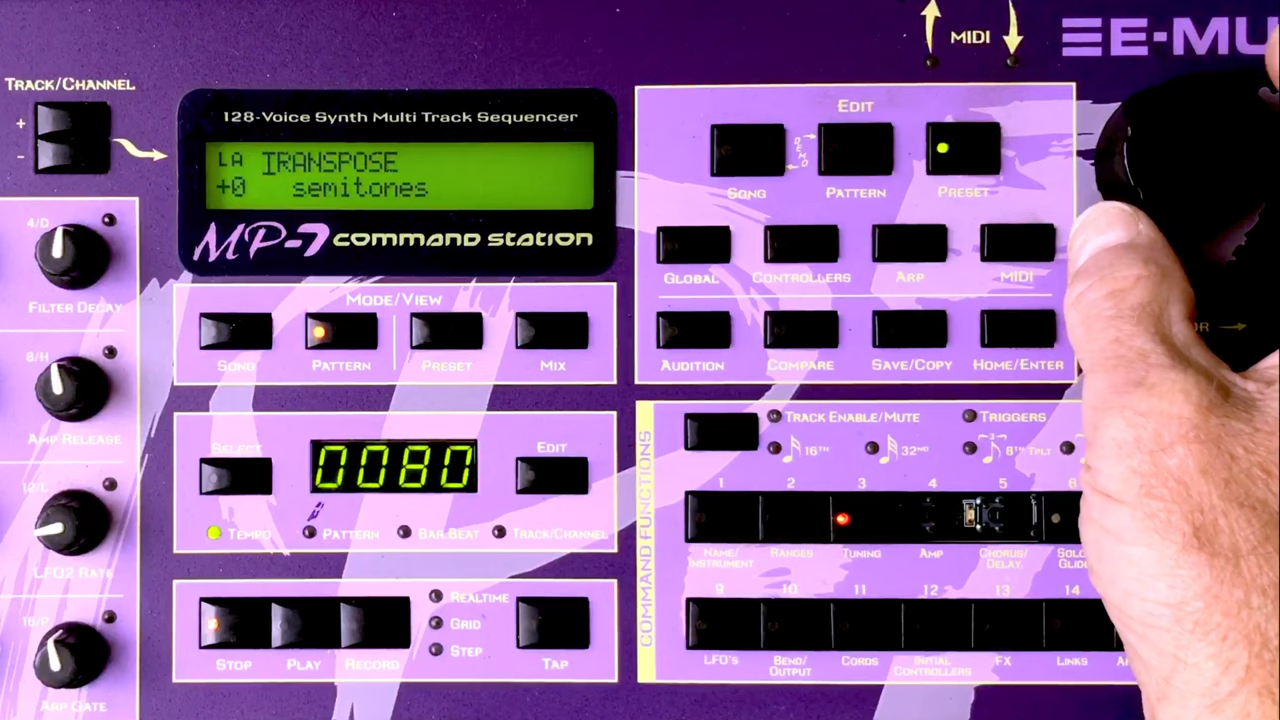 MIDI
E-MU
TRACK/CHANNEL
+
-
128-Voice Synth Multi Track Sequencer
LA TRANSPOSE
+0 semitones
MP-7 COMMAND STATION
EDIT
DEMO
SONG PATTERN PRESET
GLOBAL CONTROLLERS ARP MIDI
AUDITION COMPARE SAVE/COPY HOME/ENTER
4/D
FILTER DECAY
8/H
AMP RELEASE
12/L
LFO2 RATE
16/P
ARP GATE
MODE/VIEW
SONG PATTERN PRESET MIX
SELECT
0080
EDIT
TEMPO PATTERN BAR BEAT TRACK/CHANNEL
REALTIME
GRID
STEP
STOP PLAY RECORD TAP
COMMAND FUNCTIONS
TRACK ENABLE/MUTE TRIGGERS
16TH 32ND 3 8TH TPLT
1 2 3 4 5 6
NAME/INSTRUMENT RANGES TUNING AMP CHORUS/DELAY
9 10 11 12 13 14
LFO'S BEND/OUTPUT CORDS INITIAL CONTROLLERS FX LINKS